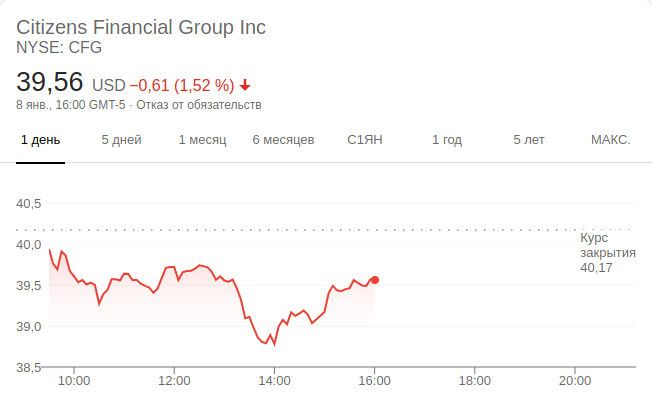 Citizens Financial Group Inc
NYSE: CFG
39,56 USD −0,61 (1,52 %)
8 янв., 16:00 GMT-5 · Отказ от обязательств
1 день 5 дней 1 месяц 6 месяцев С1ЯН 1 год 5 лет МАКС.
40,5
40,0
39,5
39,0
38,5
Курс
закрытия
40,17
10:00 12:00 14:00 16:00 18:00 20:00